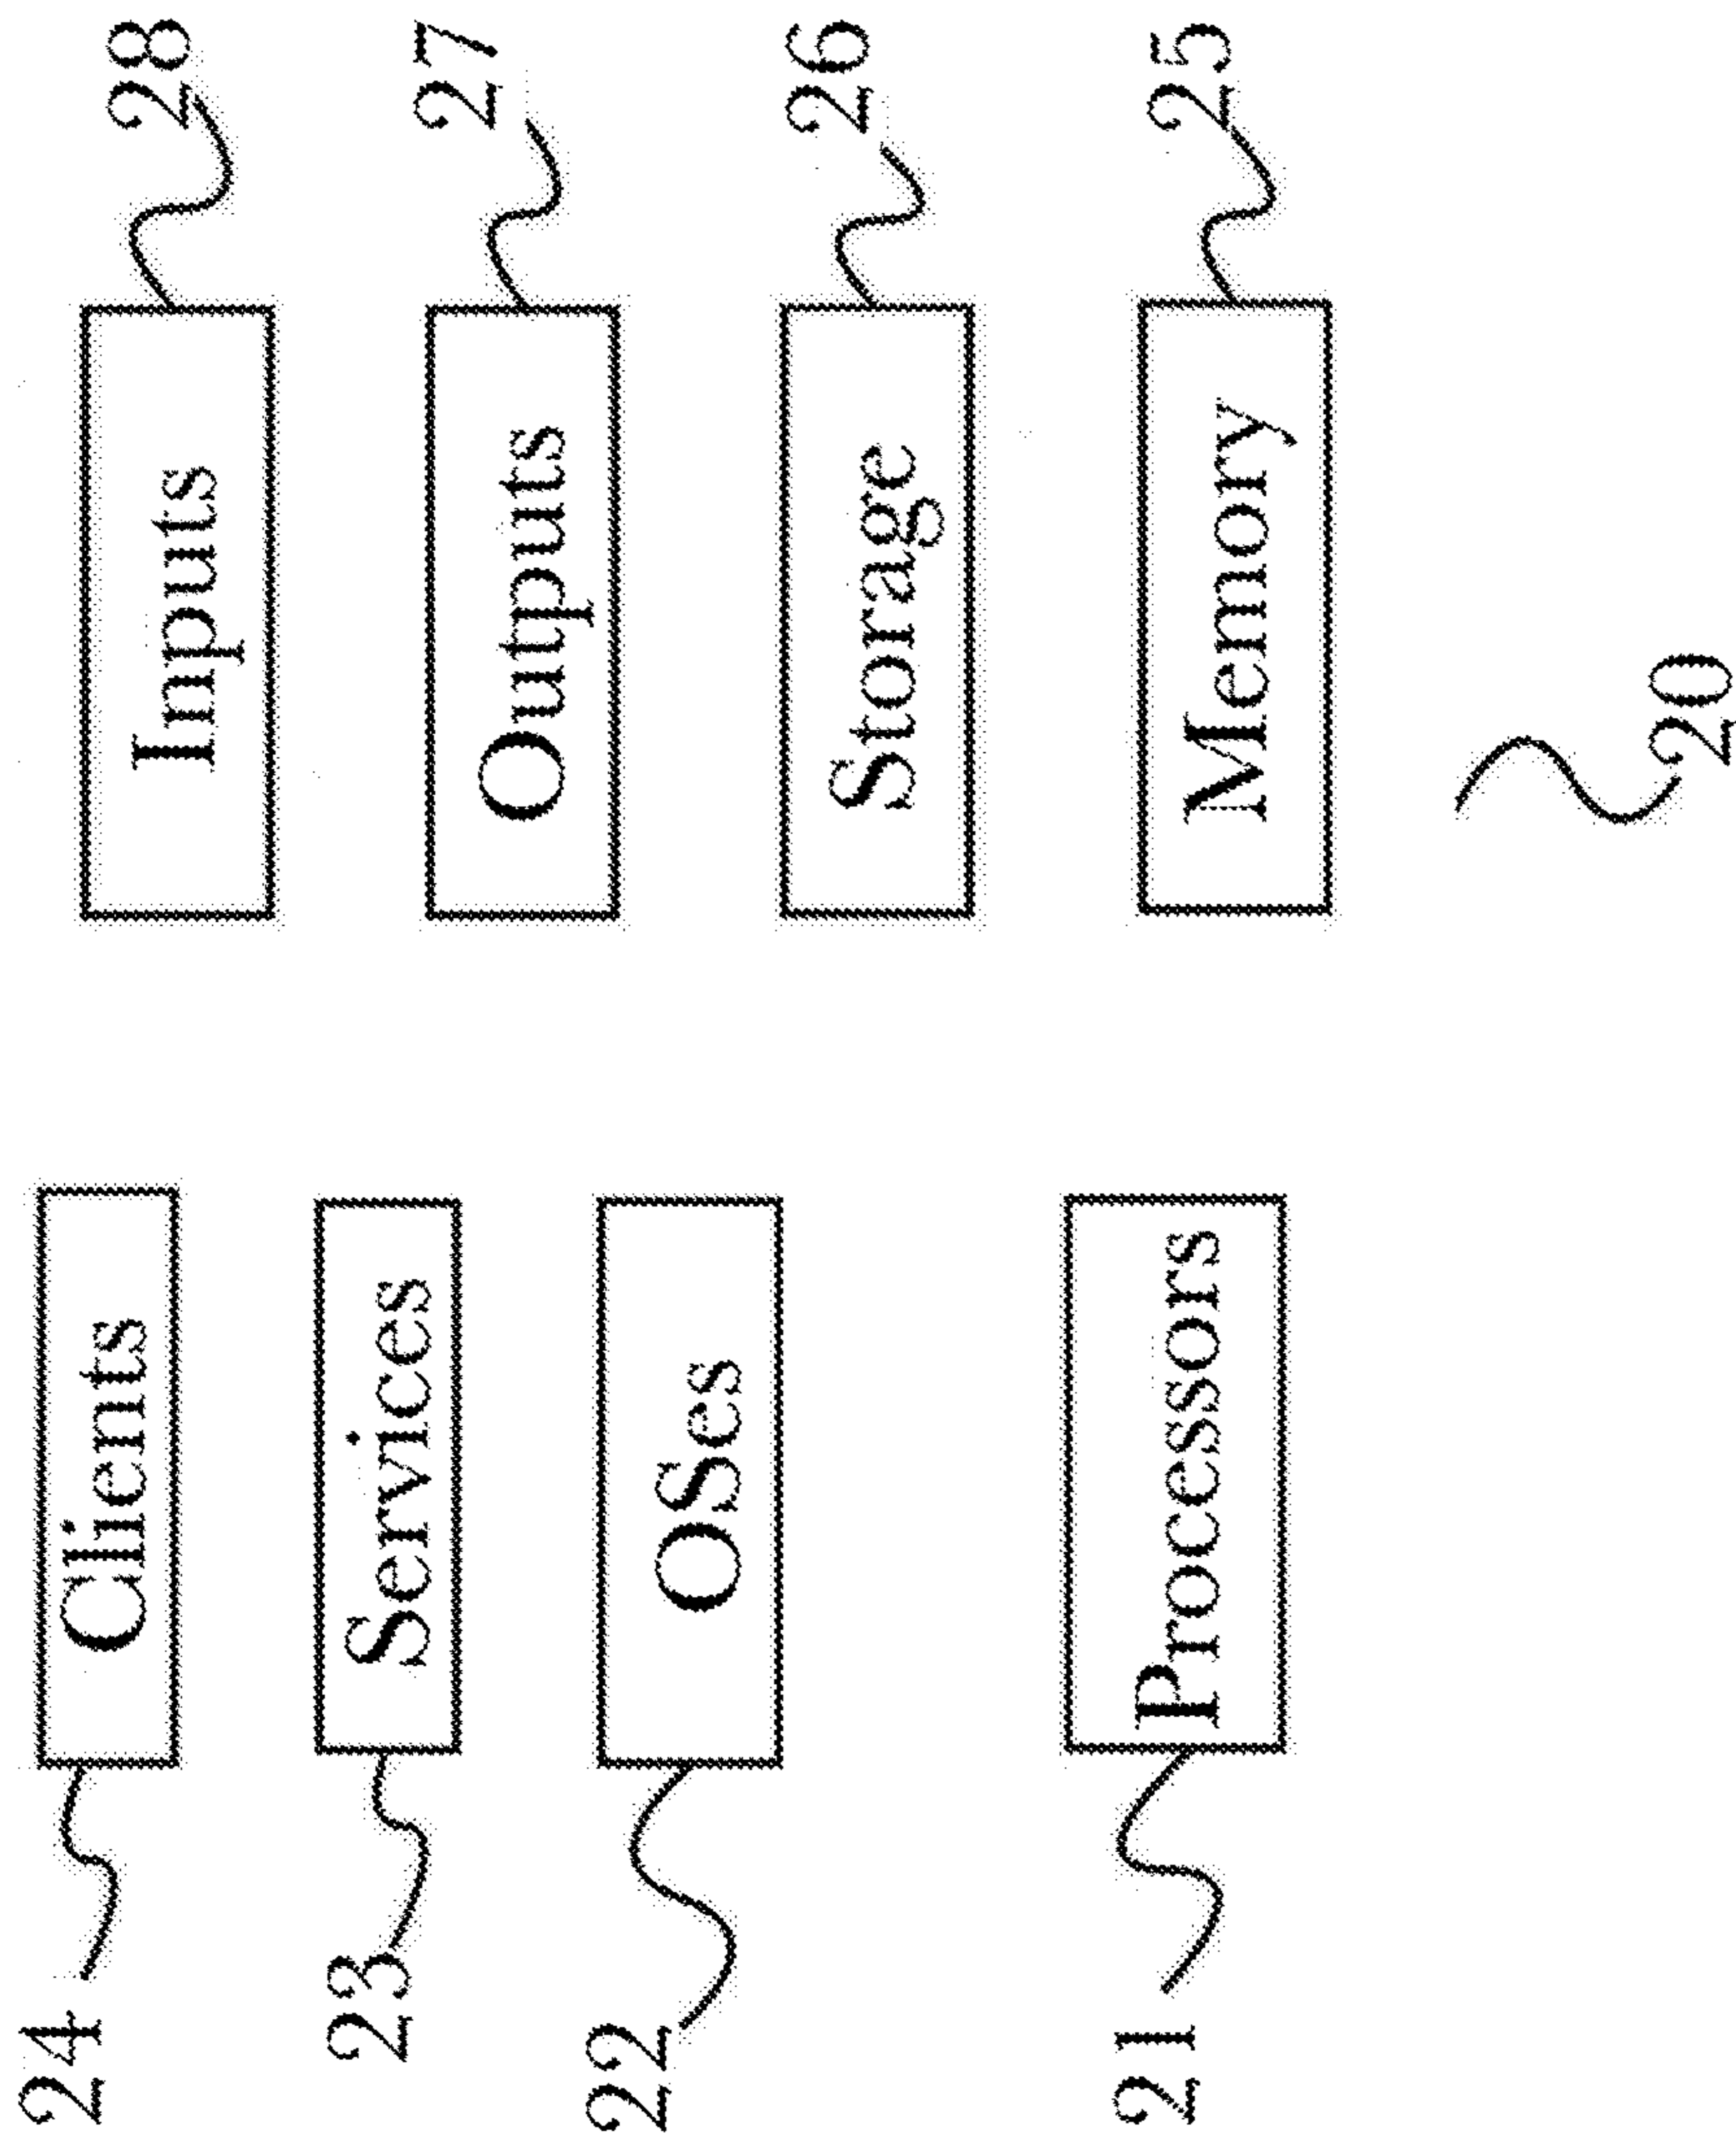 24
Clients
Inputs
28
23
Services
Outputs
27
22
OSes
Storage
26
21
Processors
Memory
25
20